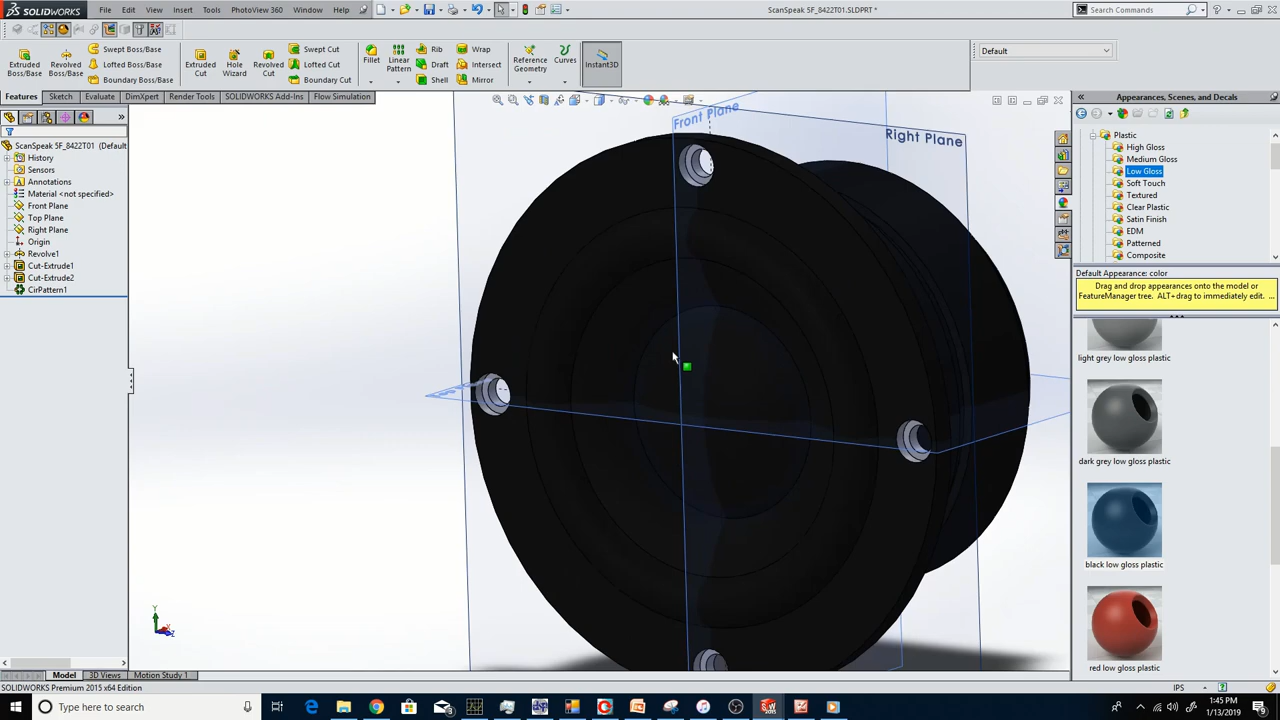 SOLIDWORKS
File Edit View Insert Tools PhotoView 360 Window Help
ScanSpeak 5F_8422T01.SLDPRT *
Search Commands
Extruded Boss/Base
Revolved Boss/Base
Swept Boss/Base
Lofted Boss/Base
Boundary Boss/Base
Extruded Cut
Hole Wizard
Revolved Cut
Swept Cut
Lofted Cut
Boundary Cut
Fillet
Linear Pattern
Rib
Draft
Shell
Wrap
Intersect
Mirror
Reference Geometry
Curves
Instant3D
Default
Features Sketch Evaluate DimXpert Render Tools SOLIDWORKS Add-Ins Flow Simulation
ScanSpeak 5F_8422T01 (Default
History
Sensors
Annotations
Material <not specified>
Front Plane
Top Plane
Right Plane
Origin
Revolve1
Cut-Extrude1
Cut-Extrude2
CirPattern1
Front Plane
Right Plane
Appearances, Scenes, and Decals
Plastic
High Gloss
Medium Gloss
Low Gloss
Soft Touch
Textured
Clear Plastic
Satin Finish
EDM
Patterned
Composite
Default Appearance: color
Drag and drop appearances onto the model or
FeatureManager tree. ALT+drag to immediately edit. ...
light grey low gloss plastic
dark grey low gloss plastic
black low gloss plastic
red low gloss plastic
Y
X
Z
Model 3D Views Motion Study 1
SOLIDWORKS Premium 2015 x64 Edition
IPS
Type here to search
1:45 PM
1/13/2019